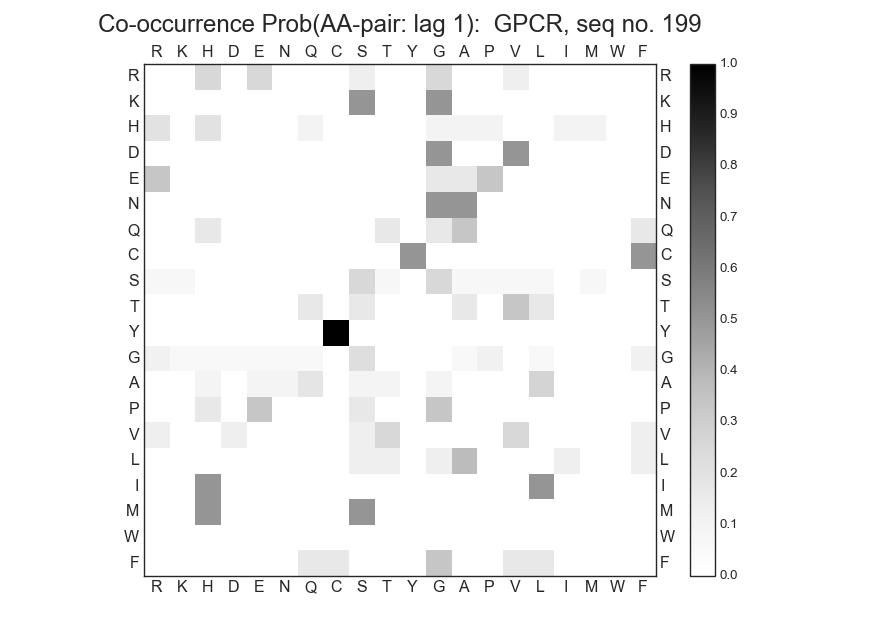 Co-occurrence Prob(AA-pair: lag 1):  GPCR, seq no. 199
R K H D E N Q C S T Y G A P V L I M W F
R R 1.0
K K 0.9
H H 0.8
D D
E E 0.7
N N
Q Q 0.6
C C
S S 0.5
T T
Y Y 0.4
G G
A A 0.3
P P
V V 0.2
L L
I I 0.1
M M
W W
F F 0.0
R K H D E N Q C S T Y G A P V L I M W F